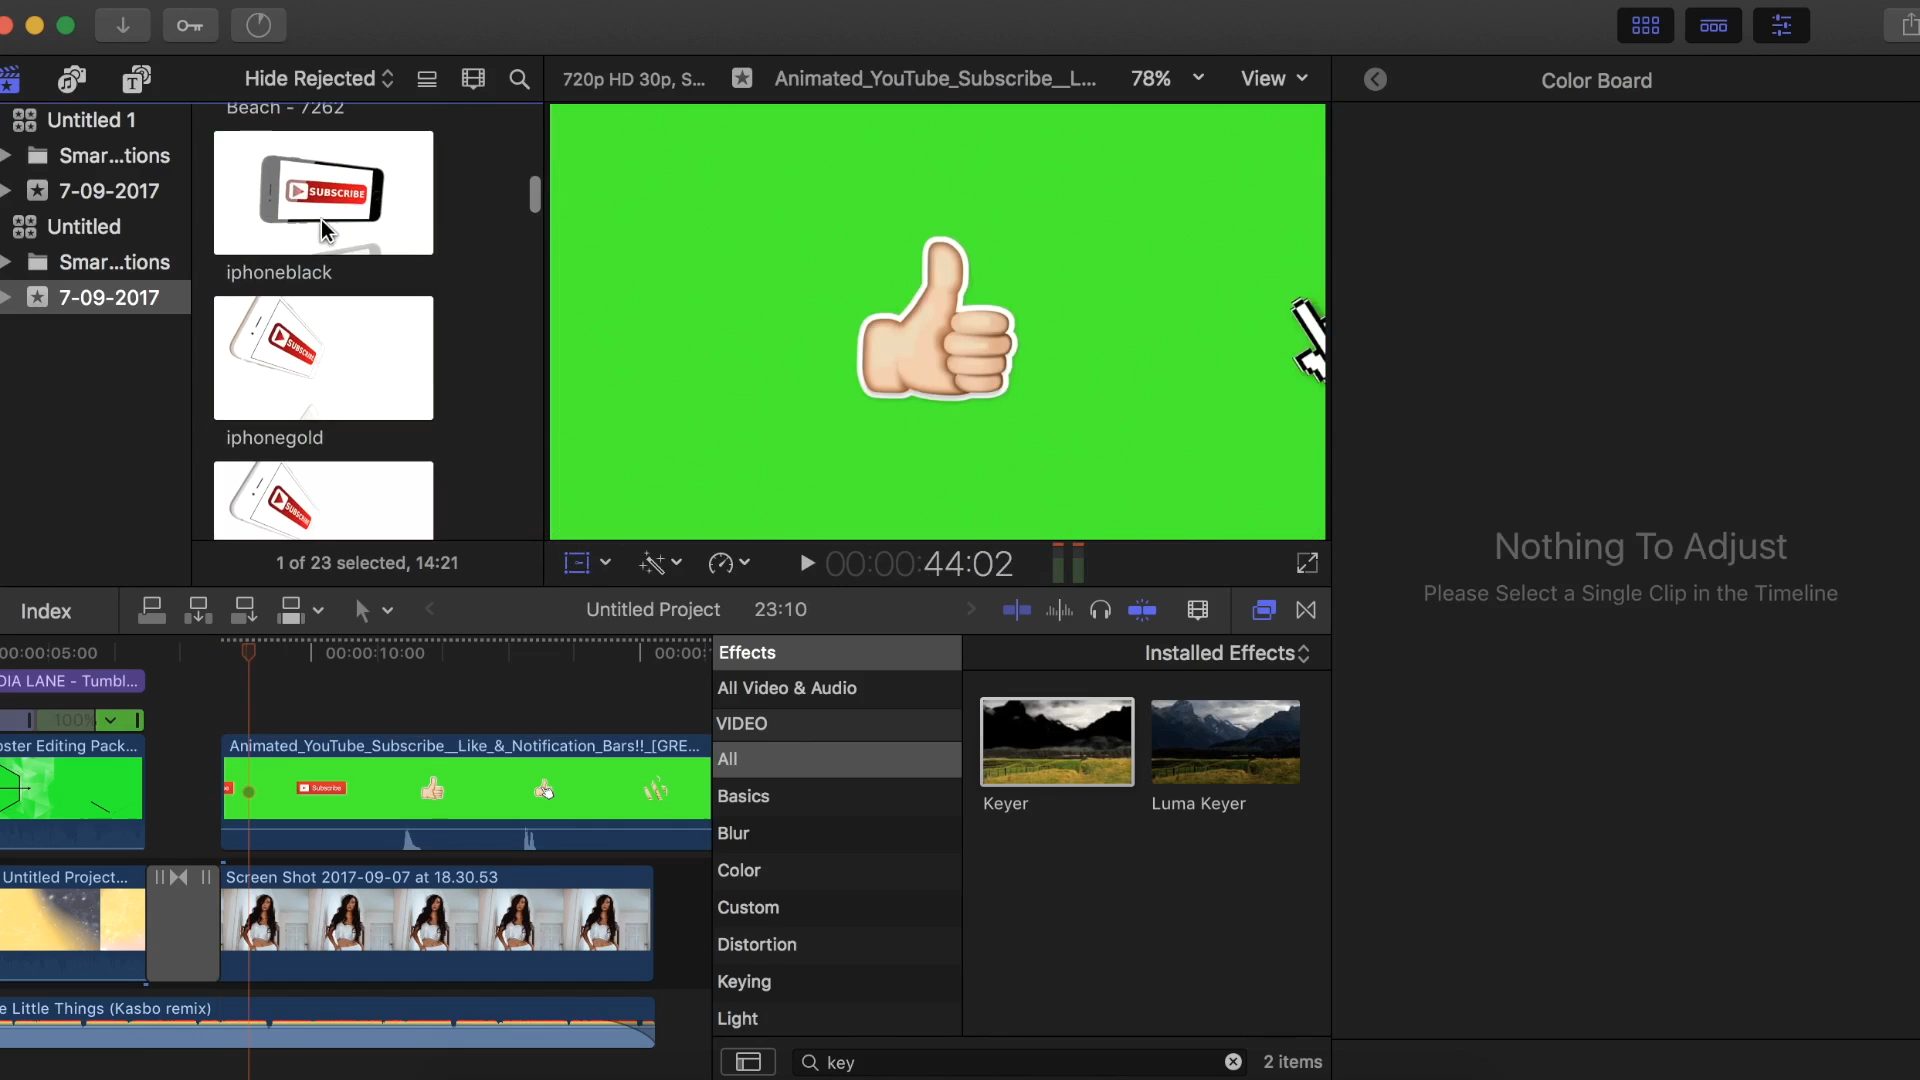 Hide Rejected
720p HD 30p, S...
Animated_YouTube_Subscribe__L...
78%
View
Color Board
Untitled 1
Smar...tions
7-09-2017
Untitled
Smar...tions
7-09-2017
Beach - 7262
SUBSCRIBE
iphoneblack
SUBSCRIBE
iphonegold
SUBSCRIBE
1 of 23 selected, 14:21
00:00:44:02
Nothing To Adjust
Please Select a Single Clip in the Timeline
Index
Untitled Project
23:10
00:00:05:00
00:00:10:00
00:00:
DIA LANE - Tumbl...
100%
oster Editing Pack...
Animated_YouTube_Subscribe__Like_&_Notification_Bars!!_[GRE...
Subscribe
Untitled Project...
Screen Shot 2017-09-07 at 18.30.53
e Little Things (Kasbo remix)
Effects
Installed Effects
All Video & Audio
VIDEO
All
Basics
Blur
Color
Custom
Distortion
Keying
Light
Keyer
Luma Keyer
key
2 items